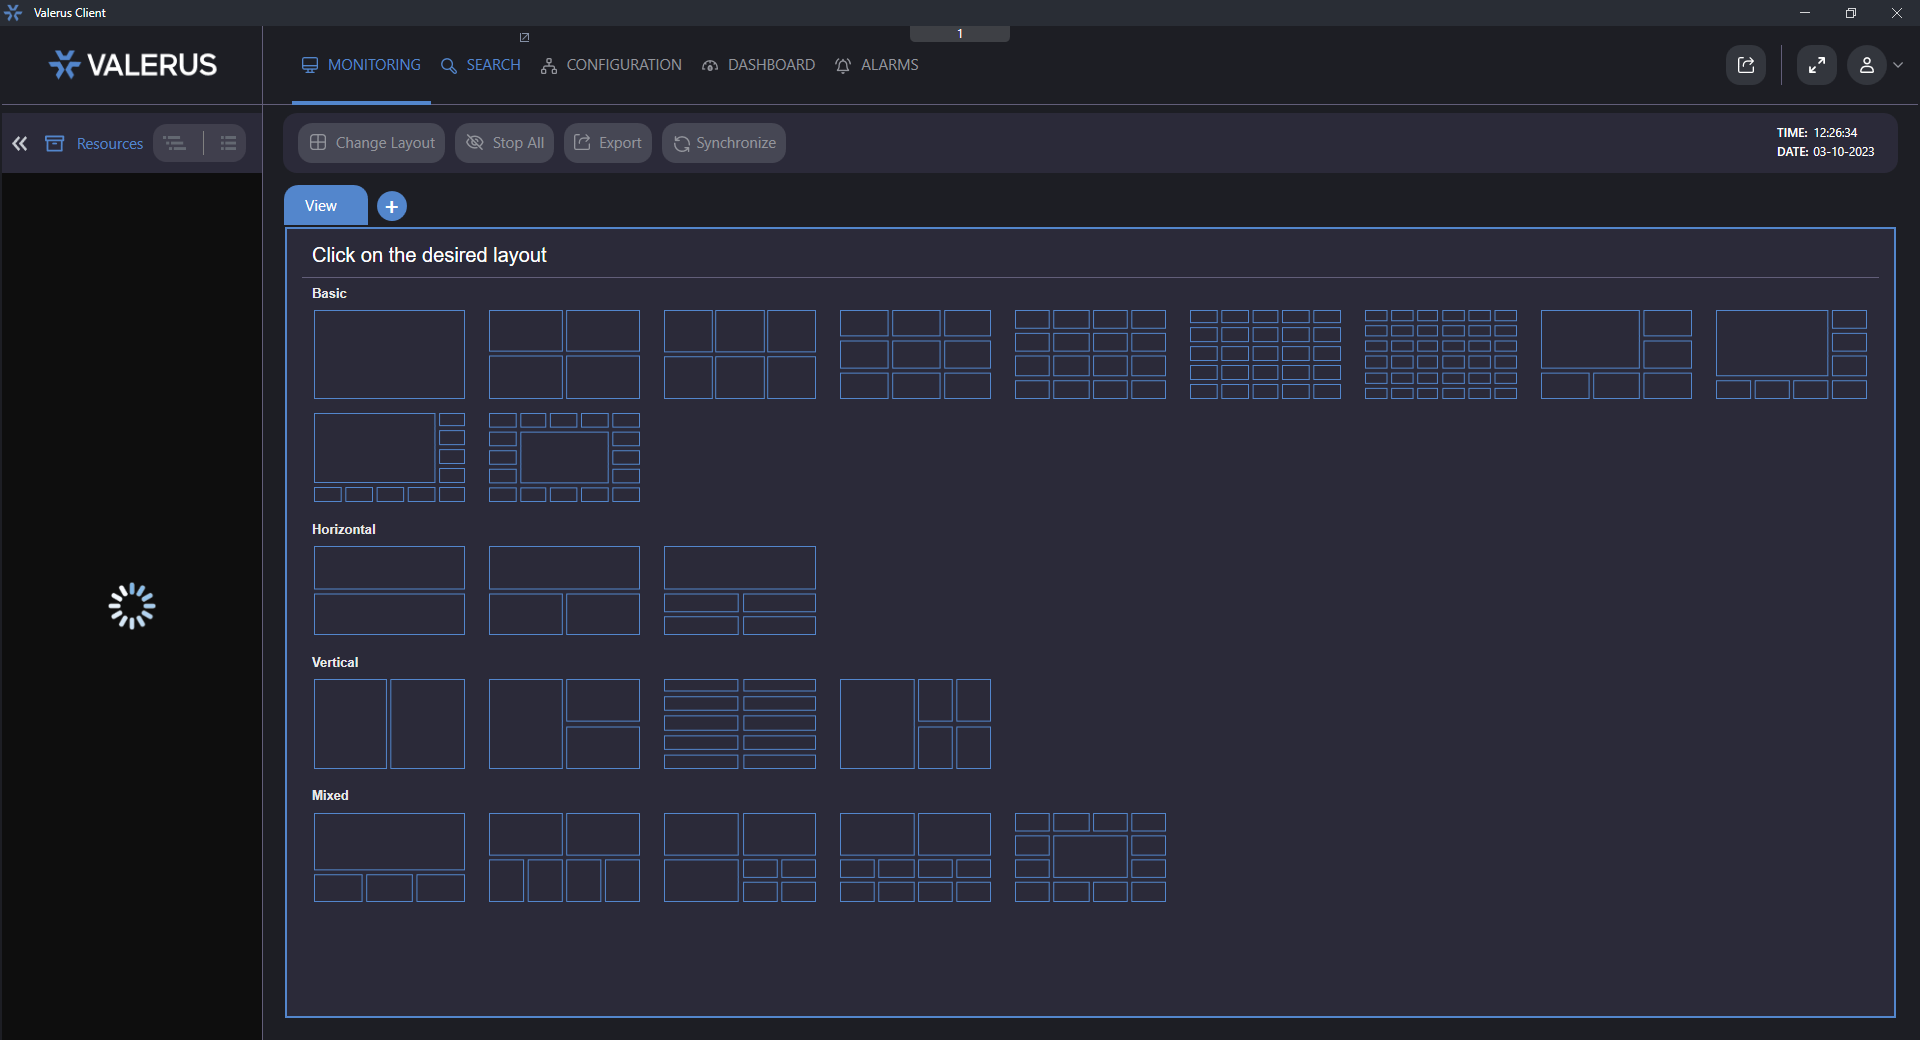 Valerus Client
1
VALERUS
MONITORING
SEARCH
CONFIGURATION
DASHBOARD
ALARMS
Resources
Change Layout
Stop All
Export
Synchronize
TIME: 12:26:34
DATE: 03-10-2023
View
Click on the desired layout
Basic
Horizontal
Vertical
Mixed